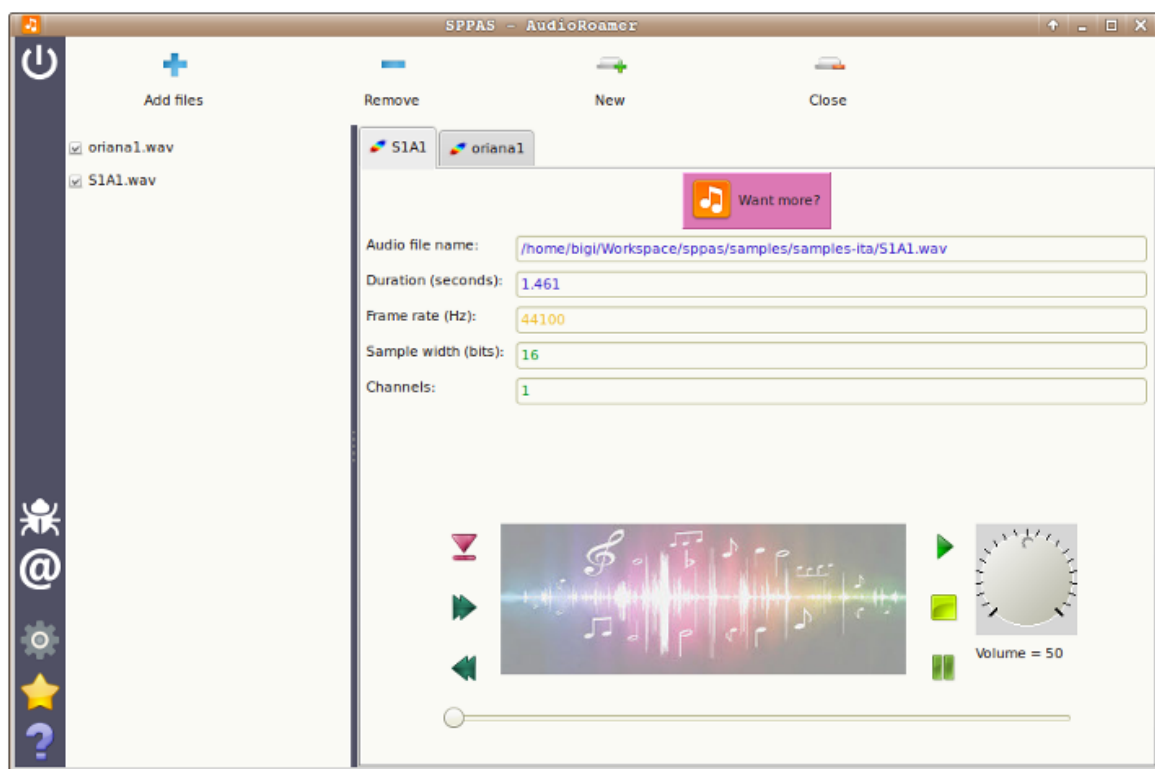 SPPAS - AudioRoamer
Add files
Remove
New
Close
oriana1.wav
S1A1.wav
S1A1
oriana1
Want more?
Audio file name: /home/bigi/Workspace/sppas/samples/samples-ita/S1A1.wav
Duration (seconds): 1.461
Frame rate (Hz): 44100
Sample width (bits): 16
Channels: 1
Volume = 50